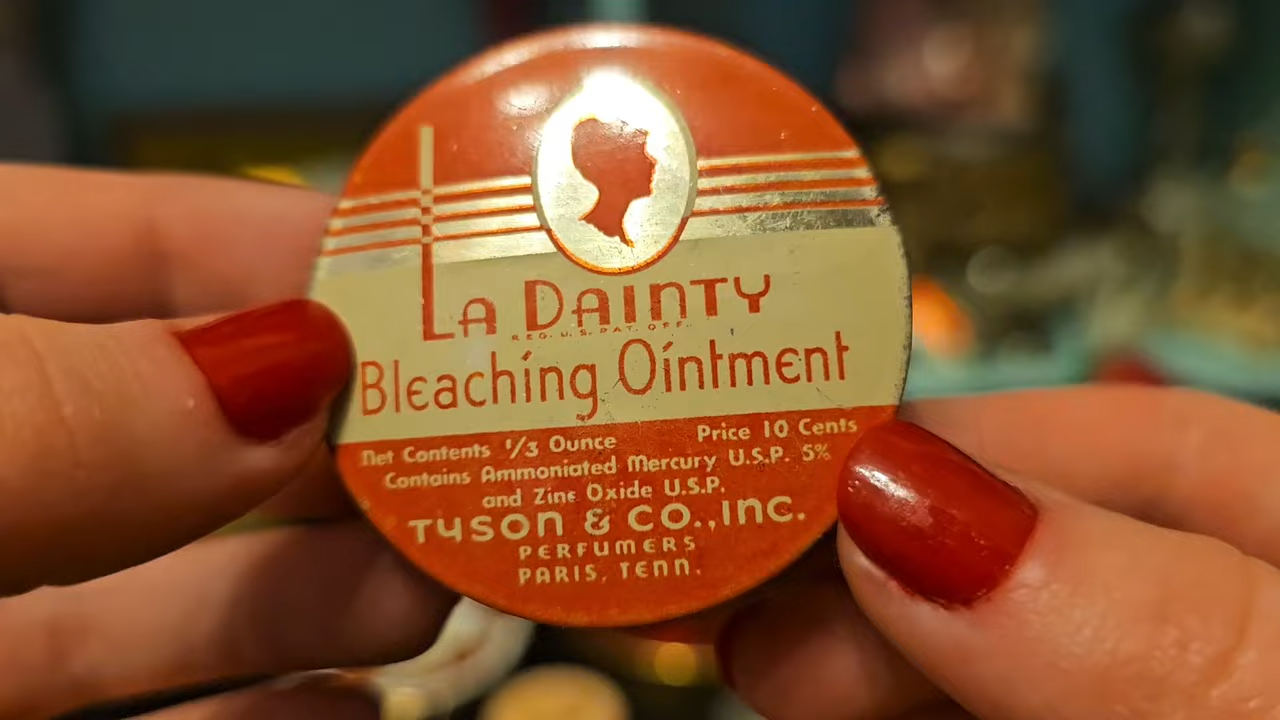 La Dainty
REG. U.S. PAT. OFF.
Bleaching Ointment
Net Contents 1/3 Ounce Price 10 Cents
Contains Ammoniated Mercury U.S.P. 5%
and Zinc Oxide U.S.P.
TYSON & CO., INC.
PERFUMERS
PARIS, TENN.